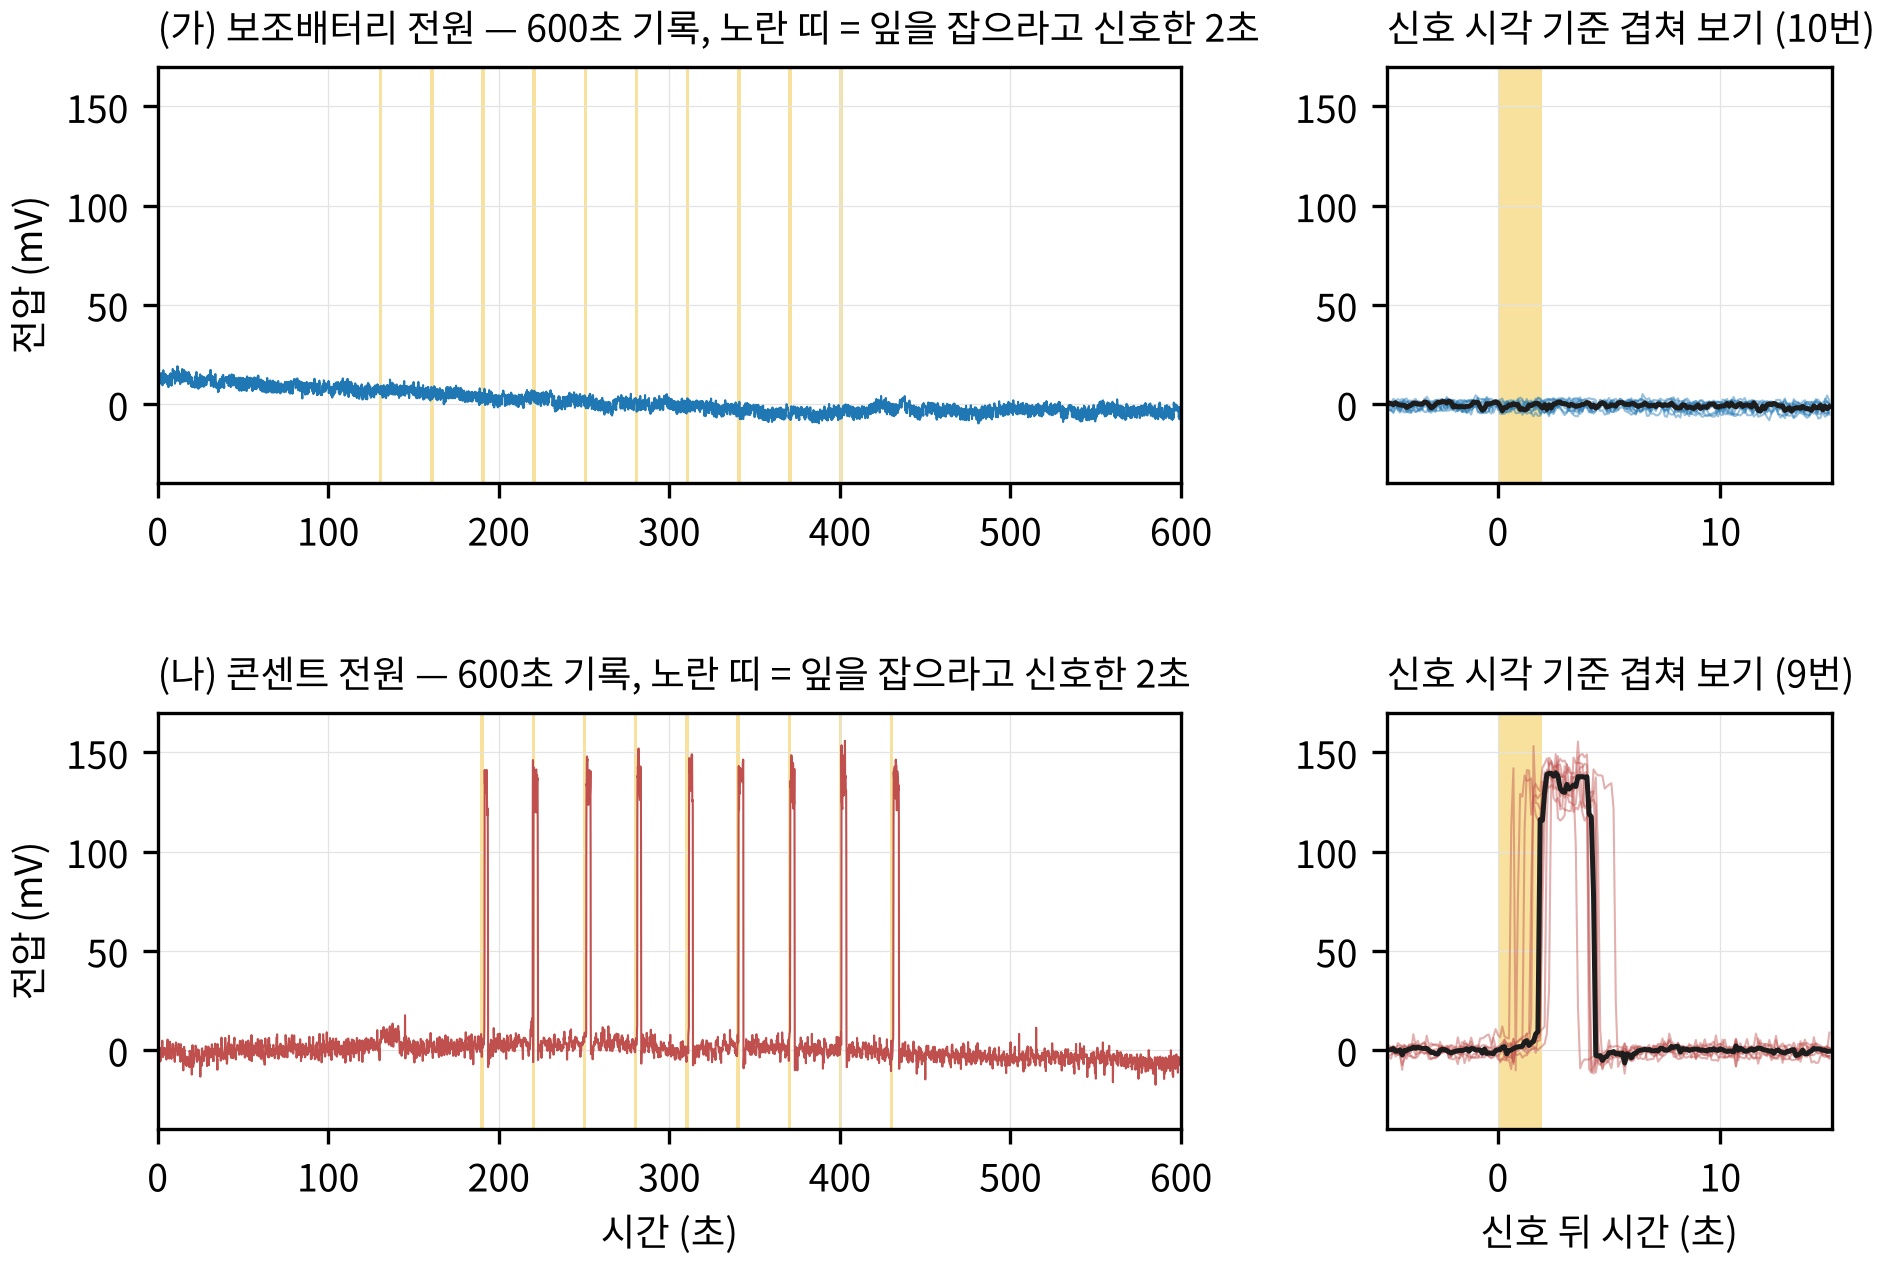 (가) 보조배터리 전원 — 600초 기록, 노란 띠 = 잎을 잡으라고 신호한 2초
신호 시각 기준 겹쳐 보기 (10번)
전압 (mV)
150
100
50
0
0 100 200 300 400 500 600
150
100
50
0
0 10
(나) 콘센트 전원 — 600초 기록, 노란 띠 = 잎을 잡으라고 신호한 2초
신호 시각 기준 겹쳐 보기 (9번)
전압 (mV)
150
100
50
0
0 100 200 300 400 500 600
시간 (초)
150
100
50
0
0 10
신호 뒤 시간 (초)